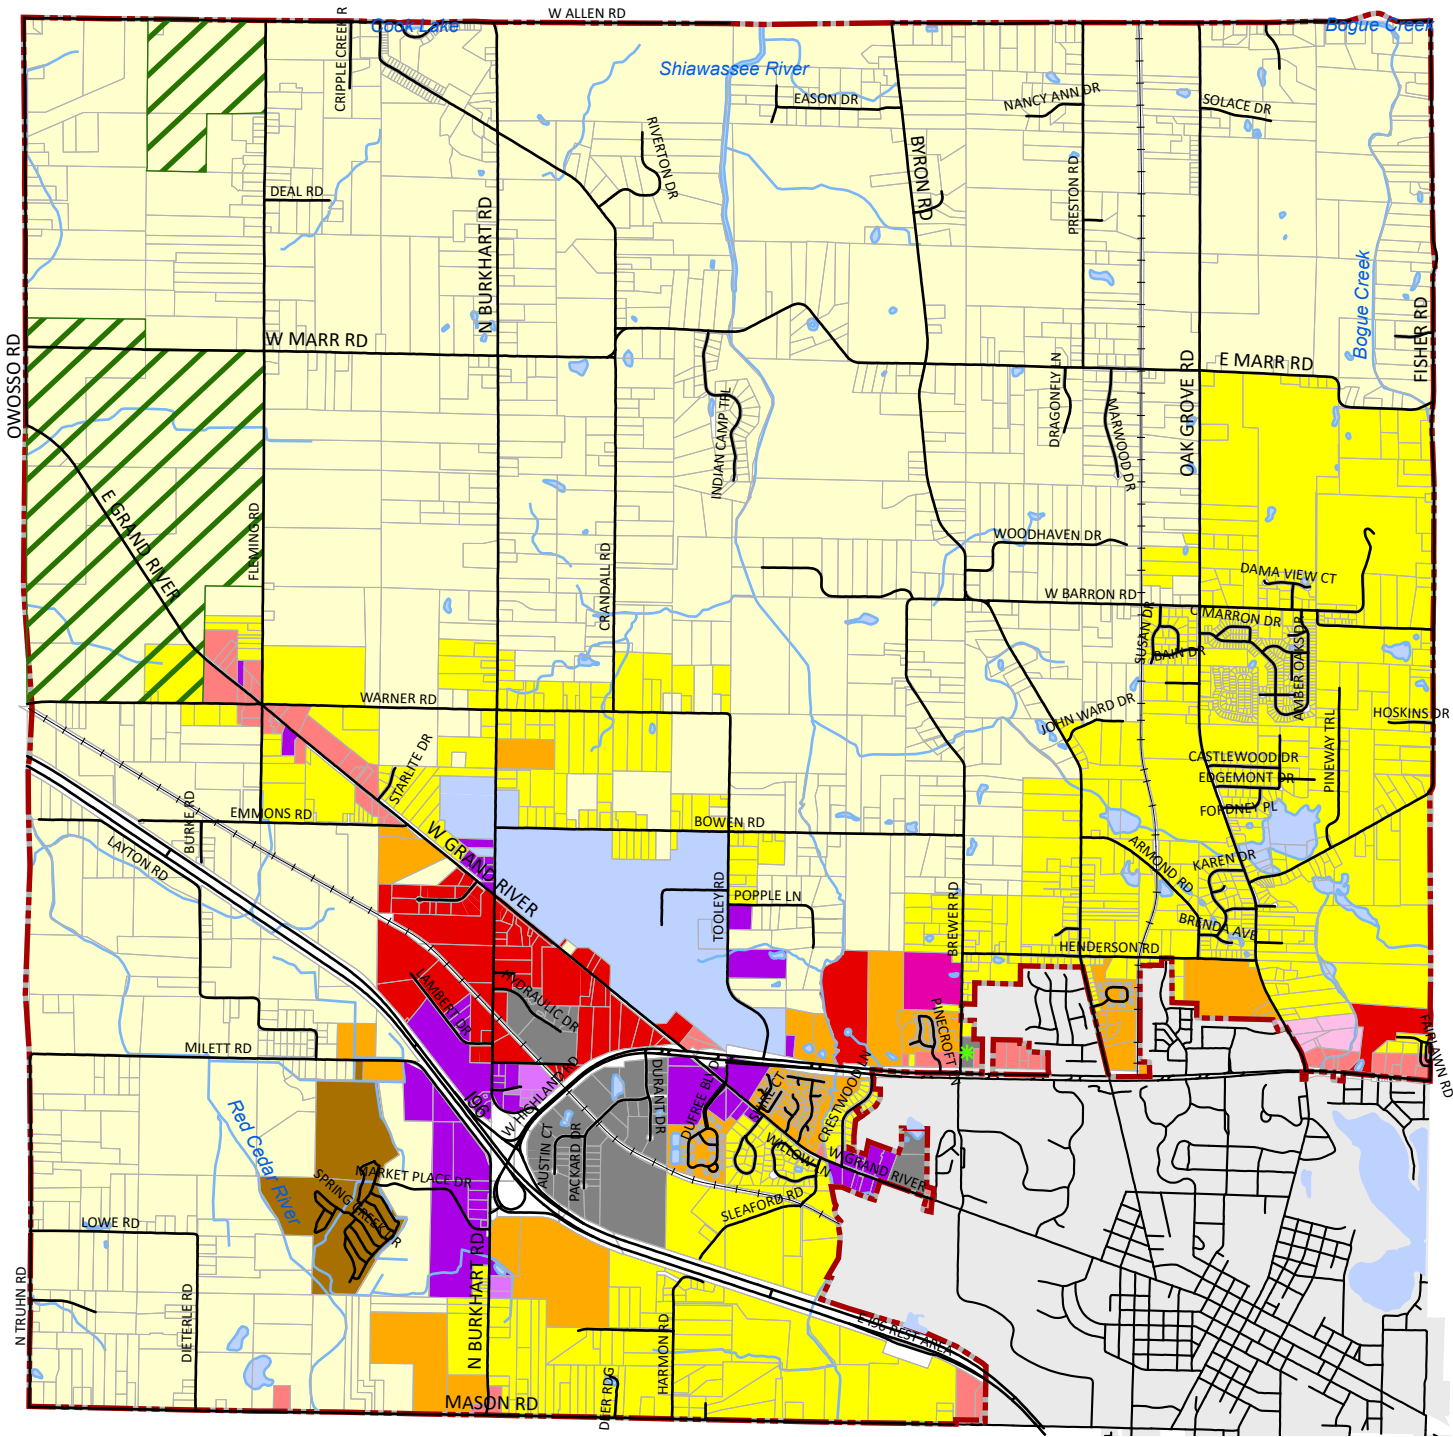 W ALLEN RD
Cook Lake
Bogue Creek
CRIPPLE CREEK R
Shiawassee River
EASON DR
NANCY ANN DR
SOLACE DR
RIVERTON DR
BYRON RD
PRESTON RD
DEAL RD
N BURKHART RD
Bogue Creek
FISHER RD
W MARR RD
E MARR RD
OWOSSO RD
OAK GROVE RD
DRAGONFLY LN
MARWOOD DR
INDIAN CAMP TRL
E GRAND RIVER
FLEMING RD
CRANDALL RD
WOODHAVEN DR
DAMA VIEW CT
W BARRON RD
CIMARRON DR
SUSAN DR
BAIN DR
AMBER OAKS DR
WARNER RD
JOHN WARD DR
HOSKINS DR
PINEWAY TRL
STARLITE DR
CASTLEWOOD DR
EDGEMONT DR
FORDNEY PL
BURKE RD
EMMONS RD
BOWEN RD
LAYTON RD
W GRAND RIVER
ARMOND RD
KAREN DR
TOOLEY RD
POPPLE LN
BREWER RD
BRENDA AVE
HENDERSON RD
LAMBERT DR
HYDRAULIC DR
PINECROFT
FAIRLAWN RD
MILETT RD
W HIGHLAND RD
DURANT DR
DUFREE BLVD
CRESTWOOD LN
I96
Red Cedar River
AUSTIN CT
PACKARD DR
WILLOW LN
W GRAND RIVER
MARKET PLACE DR
SPRING CREEK R
SLEAFORD RD
LOWE RD
N TRUHN RD
DIETERLE RD
N BURKHART RD
HARMON RD
E I96 REST AREA
DEER RDG
MASON RD